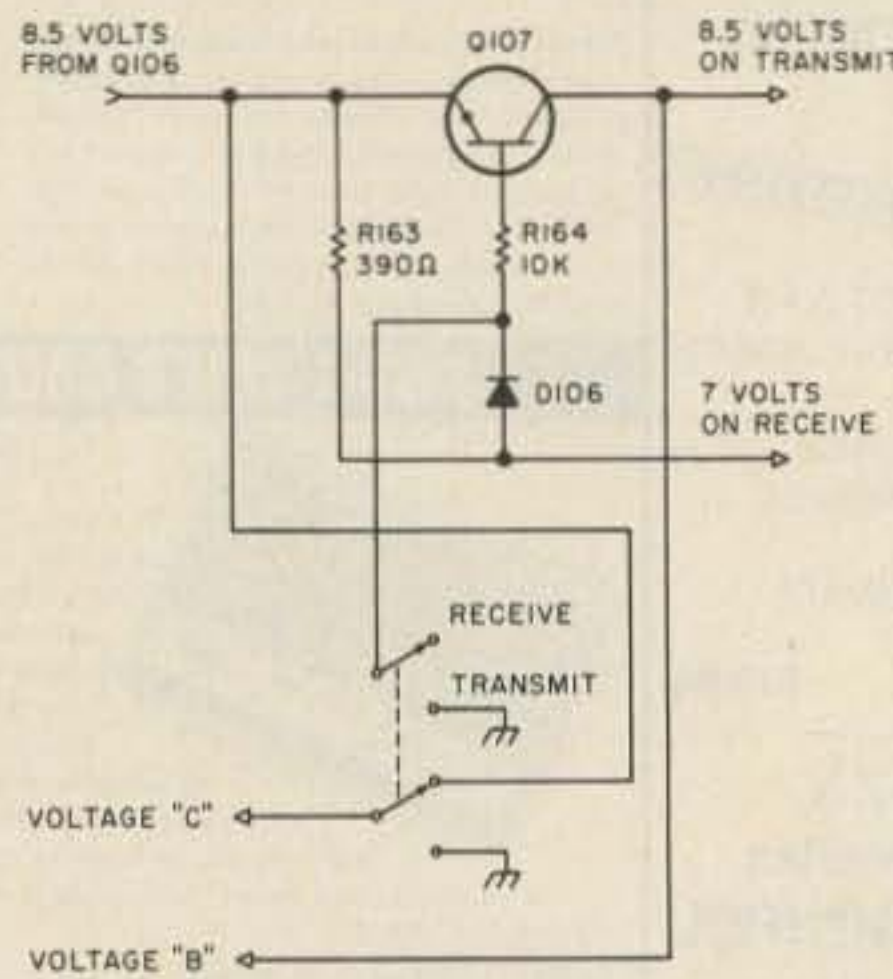 8.5 VOLTS
FROM Q106
Q107
8.5 VOLTS
ON TRANSMIT
R163
390Ω
R164
10K
D106
7 VOLTS
ON RECEIVE
RECEIVE
TRANSMIT
VOLTAGE "C"
VOLTAGE "B"